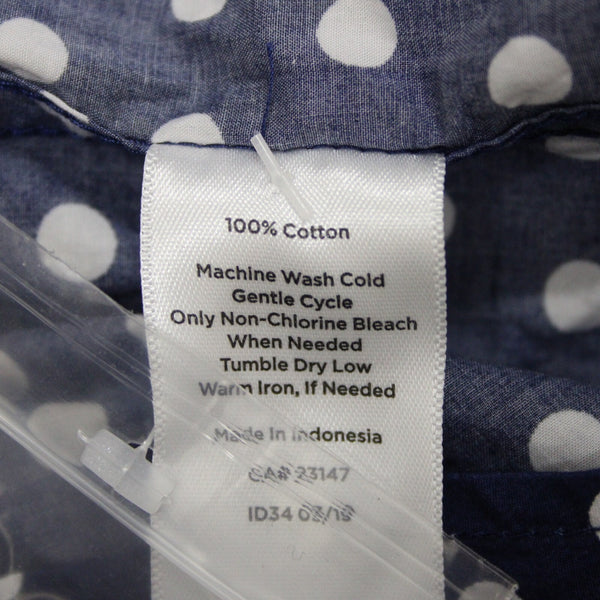 100% Cotton
Machine Wash Cold
Gentle Cycle
Only Non-Chlorine Bleach
When Needed
Tumble Dry Low
Warm Iron, If Needed
Made in Indonesia
CA# 23147
ID34